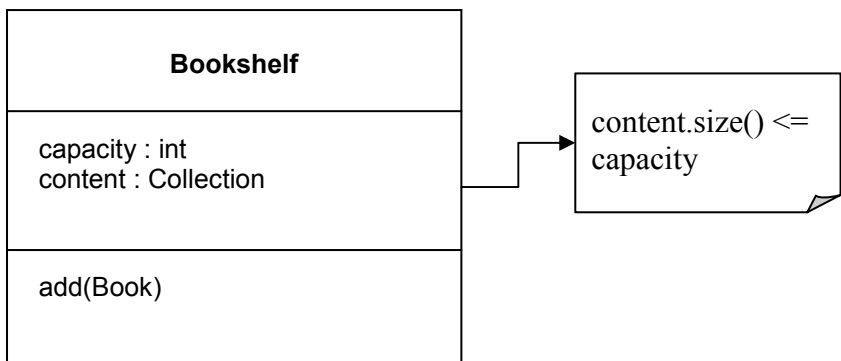 Bookshelf
capacity : int
content : Collection
add(Book)
content.size() <=
capacity